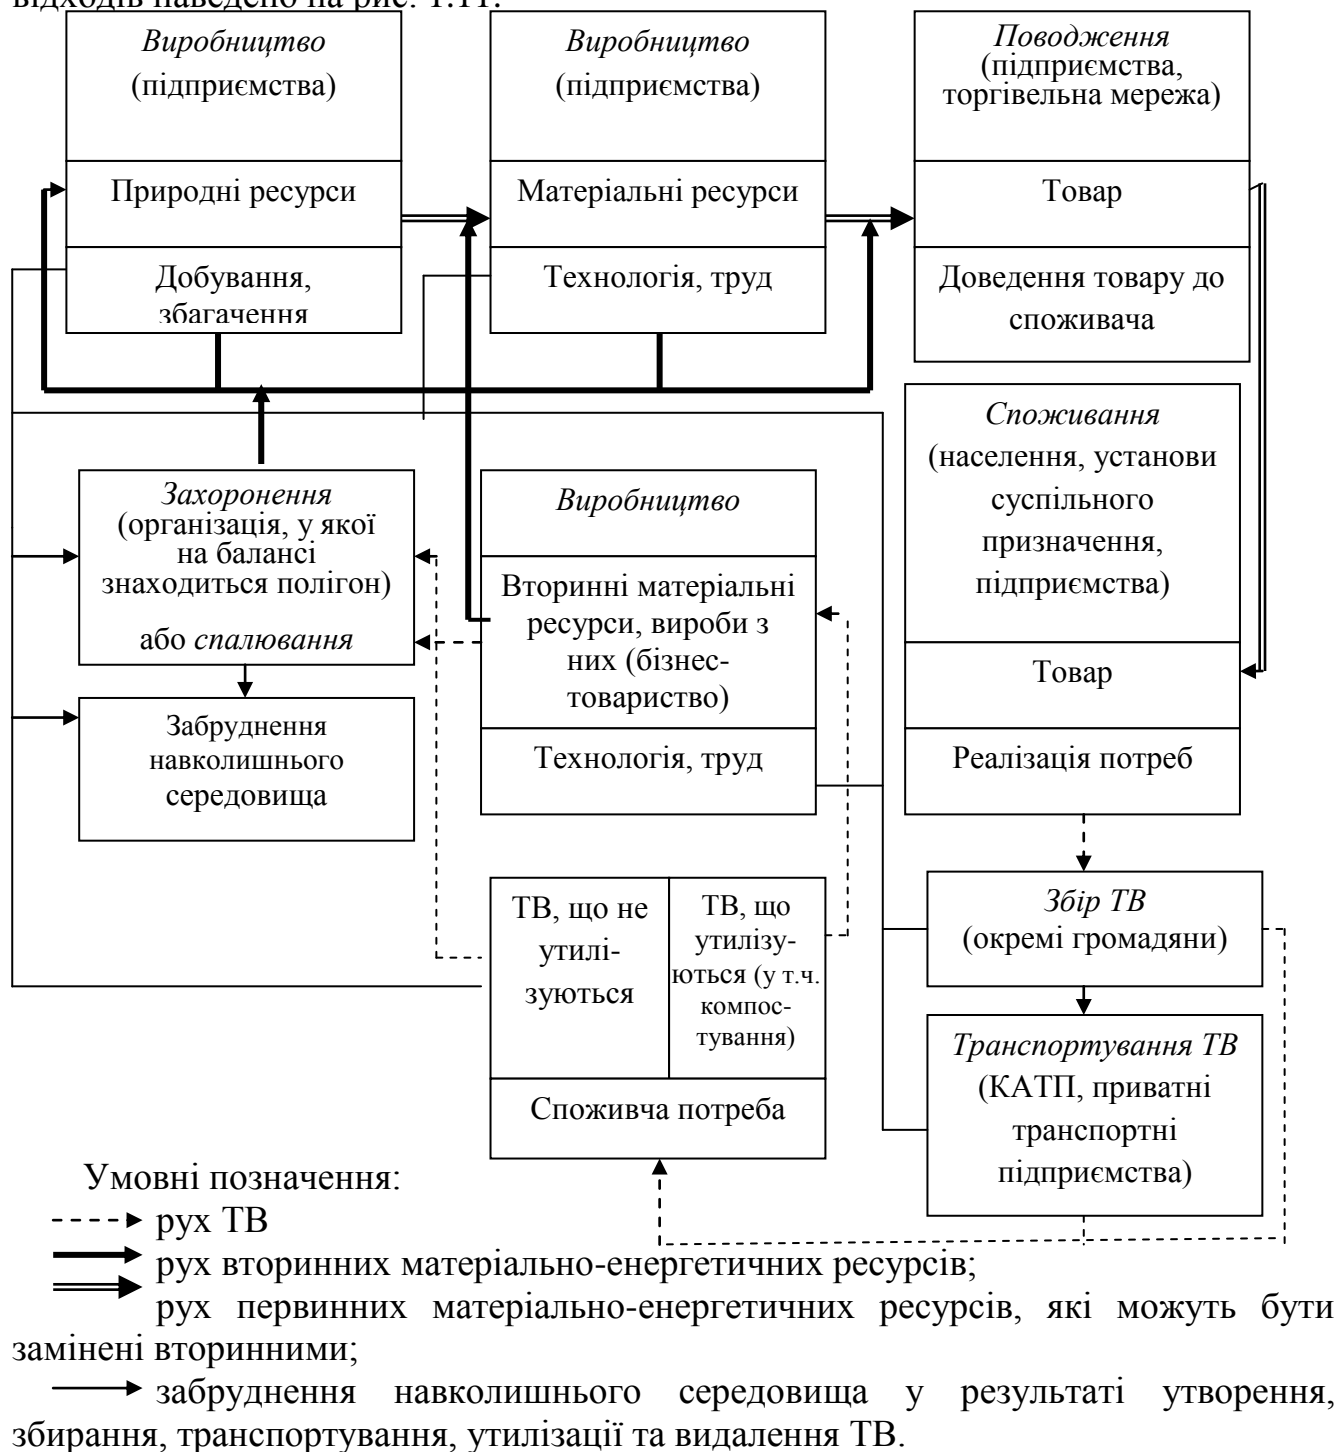 відходів наведено на рис. 1.11.
Виробництво
(підприємства)
Природні ресурси
Добування,
збагачення
Виробництво
(підприємства)
Матеріальні ресурси
Технологія, труд
Поводження
(підприємства,
торгівельна мережа)
Товар
Доведення товару до
споживача
Споживання
(населення, установи
суспільного
призначення,
підприємства)
Товар
Реалізація потреб
Захоронення
(організація, у якої
на балансі
знаходиться полігон)
або спалювання
Забруднення
навколишнього
середовища
Виробництво
Вторинні матеріальні
ресурси, вироби з
них (бізнес-
товариство)
Технологія, труд
ТВ, що не
утилі-
зуються
ТВ, що
утилізу-
ються (у т.ч.
компос-
тування)
Споживча потреба
Збір ТВ
(окремі громадяни)
Транспортування ТВ
(КАТП, приватні
транспортні
підприємства)
Умовні позначення:
рух ТВ
рух вторинних матеріально-енергетичних ресурсів;
рух первинних матеріально-енергетичних ресурсів, які можуть бути
замінені вторинними;
забруднення навколишнього середовища у результаті утворення,
збирання, транспортування, утилізації та видалення ТВ.